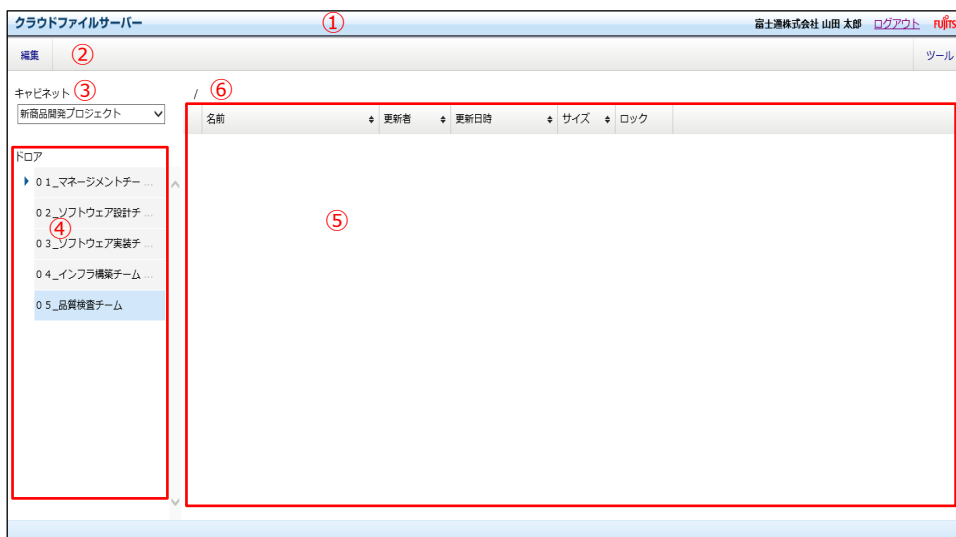 クラウドファイルサーバー ① 富士通株式会社 山田 太郎 ログアウト
編集 ② ツール
キャビネット ③ / ⑥
新商品開発プロジェクト
名前 更新者 更新日時 サイズ ロック
ドロア
０１_マネージメントチー ...
０２_ソフトウェア設計チ ...
④
０３_ソフトウェア実装チ ...
⑤
０４_インフラ構築チーム ...
０５_品質検査チーム